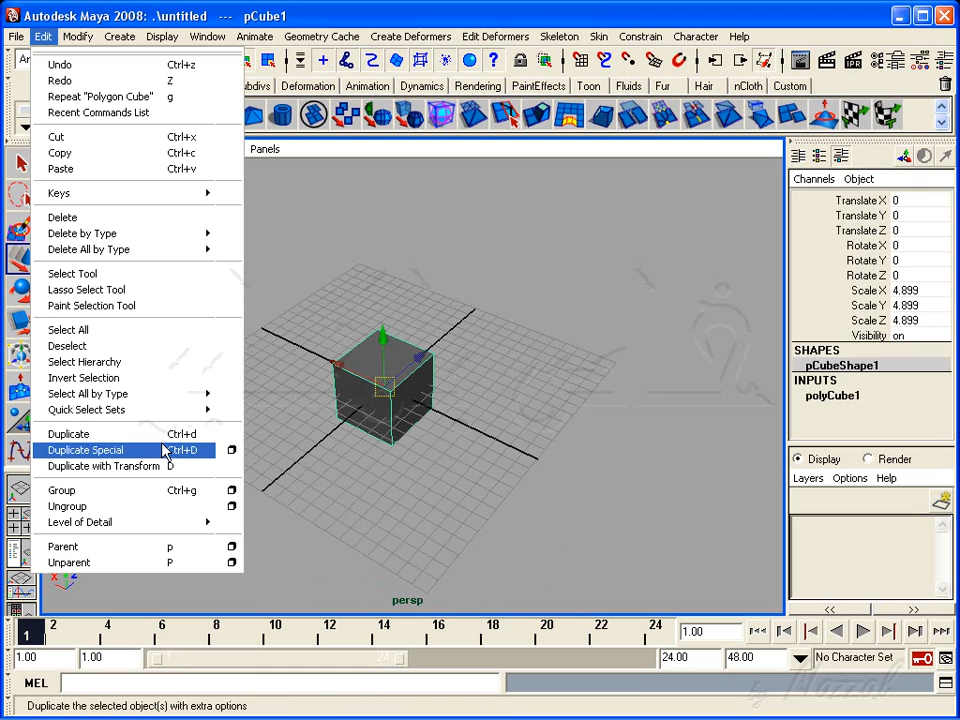 Autodesk Maya 2008: .\untitled --- pCube1
File Edit Modify Create Display Window Animate Geometry Cache Create Deformers Edit Deformers Skeleton Skin Constrain Character Help
Undo Ctrl+z
Redo Z
Repeat "Polygon Cube" g
Recent Commands List
Cut Ctrl+x
Copy Ctrl+c
Paste Ctrl+v
Keys
Delete
Delete by Type
Delete All by Type
Select Tool
Lasso Select Tool
Paint Selection Tool
Select All
Deselect
Select Hierarchy
Invert Selection
Select All by Type
Quick Select Sets
Duplicate Ctrl+d
Duplicate Special Ctrl+D
Duplicate with Transform D
Group Ctrl+g
Ungroup
Level of Detail
Parent p
Unparent P
Deformation Animation Dynamics Rendering PaintEffects Toon Fluids Fur Hair nCloth Custom
Panels
persp
Channels Object
Translate X 0
Translate Y 0
Translate Z 0
Rotate X 0
Rotate Y 0
Rotate Z 0
Scale X 4.899
Scale Y 4.899
Scale Z 4.899
Visibility on
SHAPES
pCubeShape1
INPUTS
polyCube1
Display Render
Layers Options Help
<< >>
1 2 4 6 8 10 12 14 16 18 20 22 24 1.00
1.00 1.00 1 24 24.00 48.00 No Character Set
MEL
Duplicate the selected object(s) with extra options